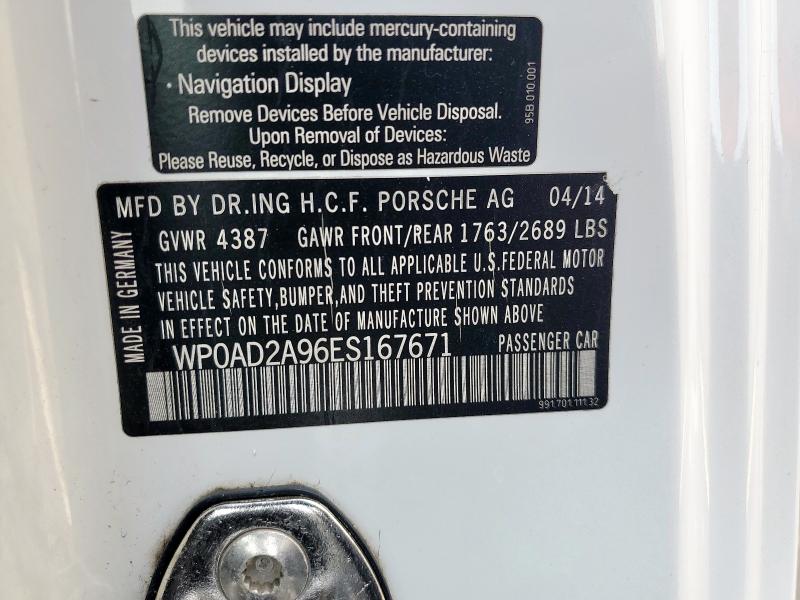 This vehicle may include mercury-containing
devices installed by the manufacturer:
· Navigation Display
Remove Devices Before Vehicle Disposal.
Upon Removal of Devices:
Please Reuse, Recycle, or Dispose as Hazardous Waste
95B.010.001
MFD BY DR.ING H.C.F. PORSCHE AG 04/14
GVWR 4387 GAWR FRONT/REAR 1763/2689 LBS
THIS VEHICLE CONFORMS TO ALL APPLICABLE U.S.FEDERAL MOTOR
VEHICLE SAFETY,BUMPER,AND THEFT PREVENTION STANDARDS
IN EFFECT ON THE DATE OF MANUFACTURE SHOWN ABOVE
WP0AD2A96ES167671 PASSENGER CAR
991.701.111.32
MADE IN GERMANY